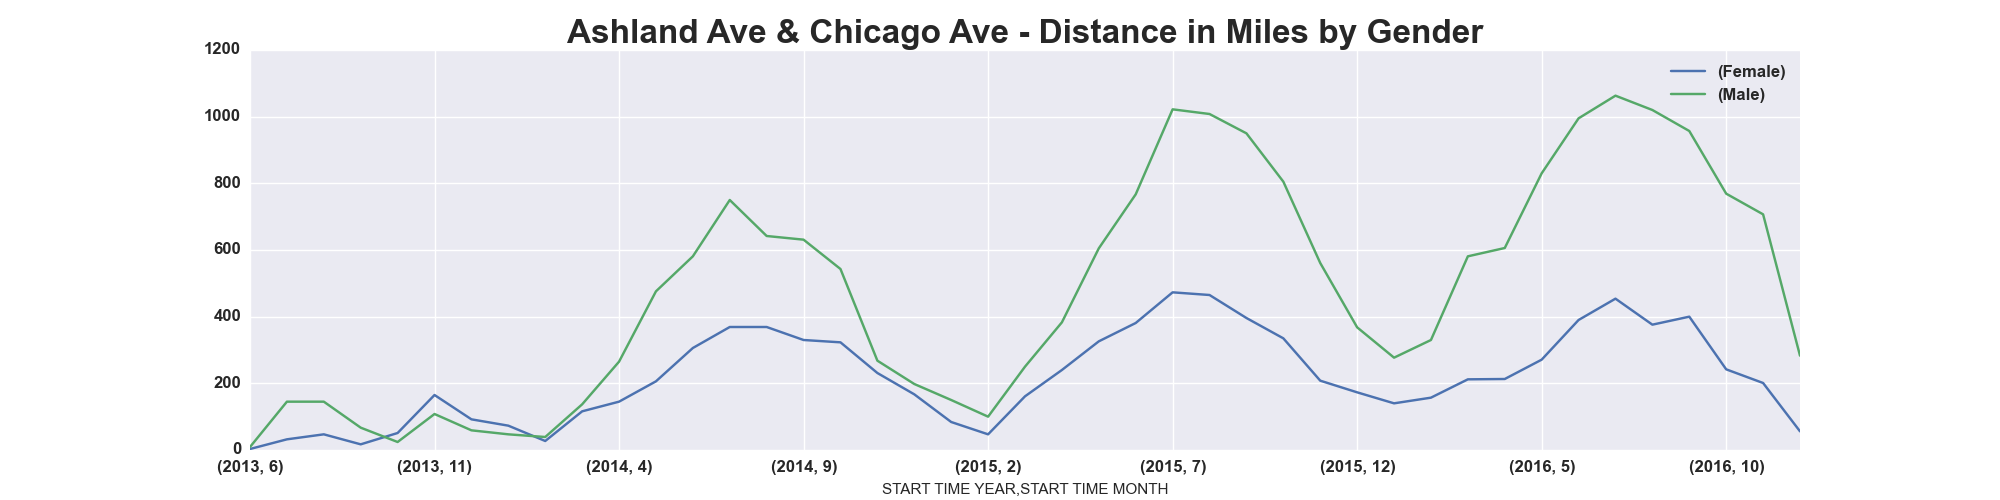 Ashland Ave & Chicago Ave - Distance in Miles by Gender
1200
1000
800
600
400
200
0
(Female)
(Male)
(2013, 6) (2013, 11) (2014, 4) (2014, 9) (2015, 2) (2015, 7) (2015, 12) (2016, 5) (2016, 10)
START TIME YEAR,START TIME MONTH